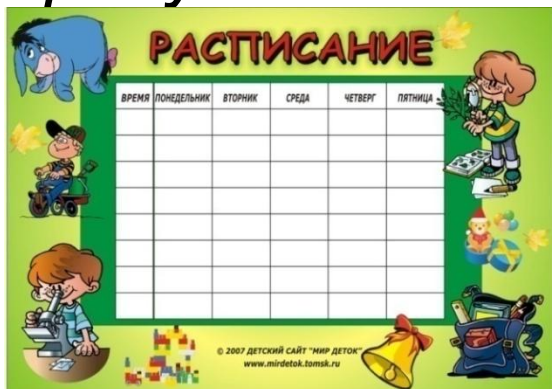 РАСПИСАНИЕ
ВРЕМЯ ПОНЕДЕЛЬНИК ВТОРНИК СРЕДА ЧЕТВЕРГ ПЯТНИЦА
© 2007 ДЕТСКИЙ САЙТ "МИР ДЕТОК"
www.mirdetok.tomsk.ru